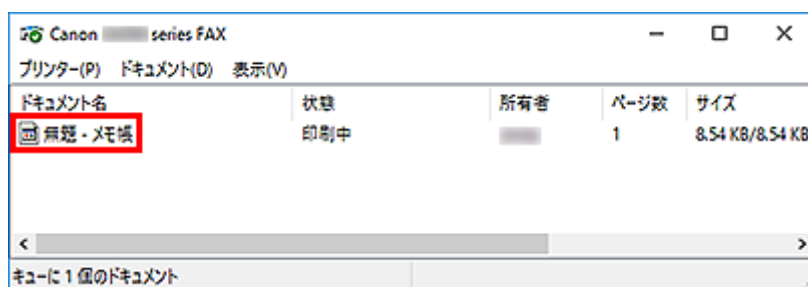 Canon series FAX
プリンター(P) ドキュメント(D) 表示(V)
ドキュメント名 状態 所有者 ページ数 サイズ
無題 - メモ帳 印刷中 1 8.54 KB/8.54 KB
キューに 1 個のドキュメント